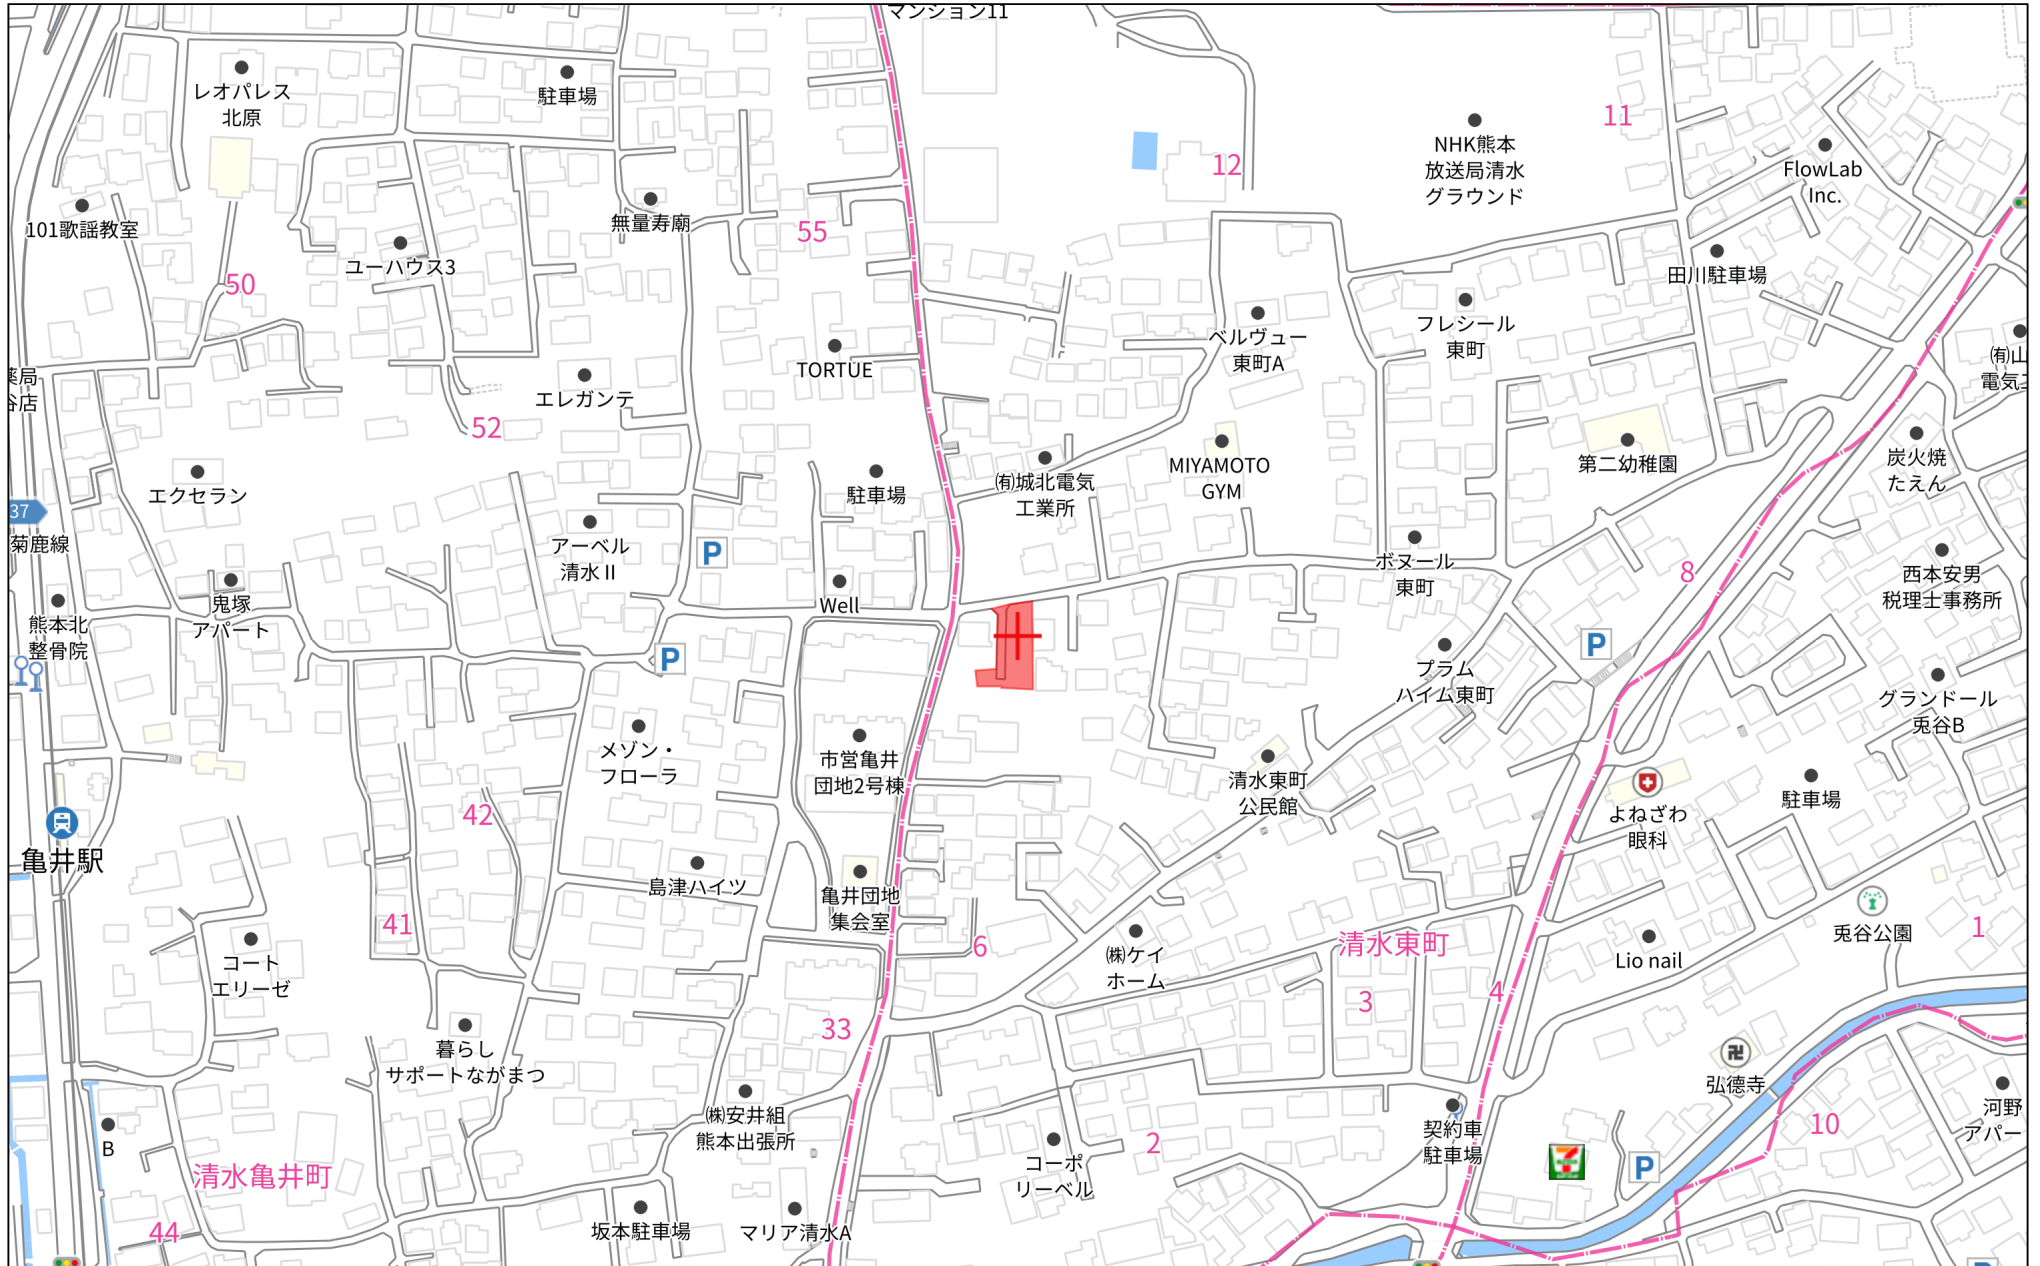 マンション11
レオパレス
北原
駐車場
NHK熊本
放送局清水
グラウンド
11
12
FlowLab
Inc.
101歌謡教室
無量寿廟
55
ユーハウス3
50
田川駐車場
ベルヴュー
東町A
フレシール
東町
TORTUE
㈲山
電気工
薬局
谷店
エレガンテ
52
エクセラン
駐車場
㈲城北電気
工業所
MIYAMOTO
GYM
第二幼稚園
炭火焼
たえん
37
菊鹿線
アーベル
清水Ⅱ
P
Well
ボヌール
東町
8
西本安男
税理士事務所
熊本北
整骨院
鬼塚
アパート
P
P
プラム
ハイム東町
グランドール
兎谷B
メゾン・
フローラ
市営亀井
団地2号棟
清水東町
公民館
よねざわ
眼科
駐車場
42
亀井駅
島津ハイツ
亀井団地
集会室
41
6
㈱ケイ
ホーム
清水東町
Lio nail
兎谷公園
1
コート
エリーゼ
3
4
33
暮らし
サポートながまつ
弘徳寺
㈱安井組
熊本出張所
B
コーポ
リーベル
2
契約車
駐車場
P
10
河野
アパー
清水亀井町
44
坂本駐車場
マリア清水A
P